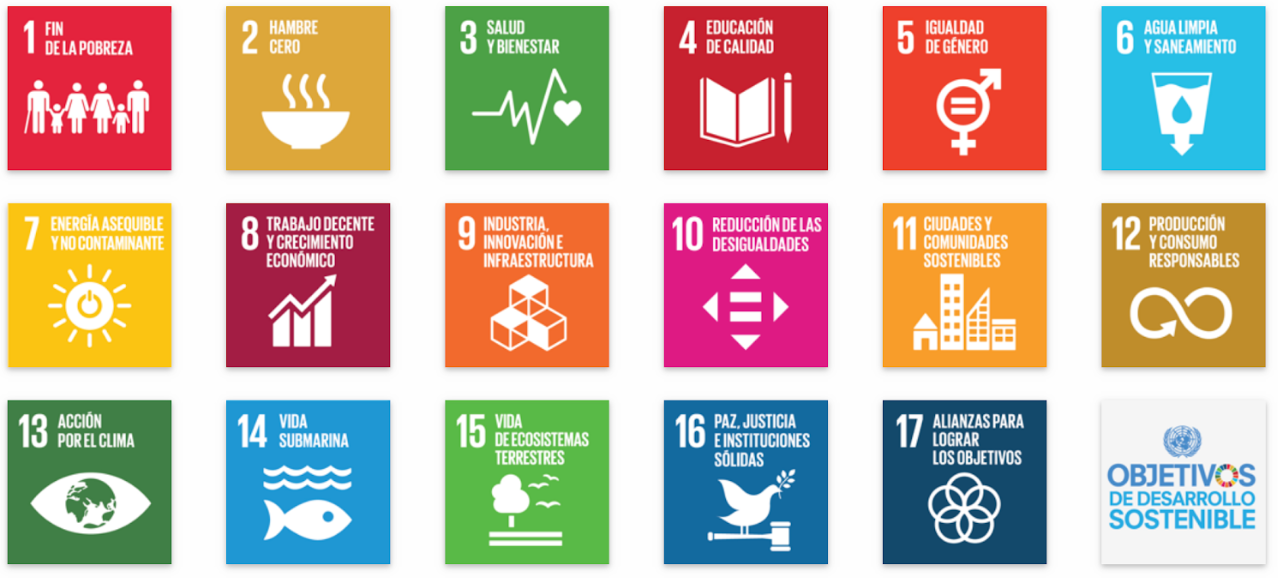 1 FIN
DE LA POBREZA
2 HAMBRE
CERO
3 SALUD
Y BIENESTAR
4 EDUCACIÓN
DE CALIDAD
5 IGUALDAD
DE GÉNERO
6 AGUA LIMPIA
Y SANEAMIENTO
7 ENERGÍA ASEQUIBLE
Y NO CONTAMINANTE
8 TRABAJO DECENTE
Y CRECIMIENTO
ECONÓMICO
9 INDUSTRIA,
INNOVACIÓN E
INFRAESTRUCTURA
10 REDUCCIÓN DE LAS
DESIGUALDADES
11 CIUDADES Y
COMUNIDADES
SOSTENIBLES
12 PRODUCCIÓN
Y CONSUMO
RESPONSABLES
13 ACCIÓN
POR EL CLIMA
14 VIDA
SUBMARINA
15 VIDA
DE ECOSISTEMAS
TERRESTRES
16 PAZ, JUSTICIA
E INSTITUCIONES
SÓLIDAS
17 ALIANZAS PARA
LOGRAR
LOS OBJETIVOS
OBJETIVOS
DE DESARROLLO
SOSTENIBLE